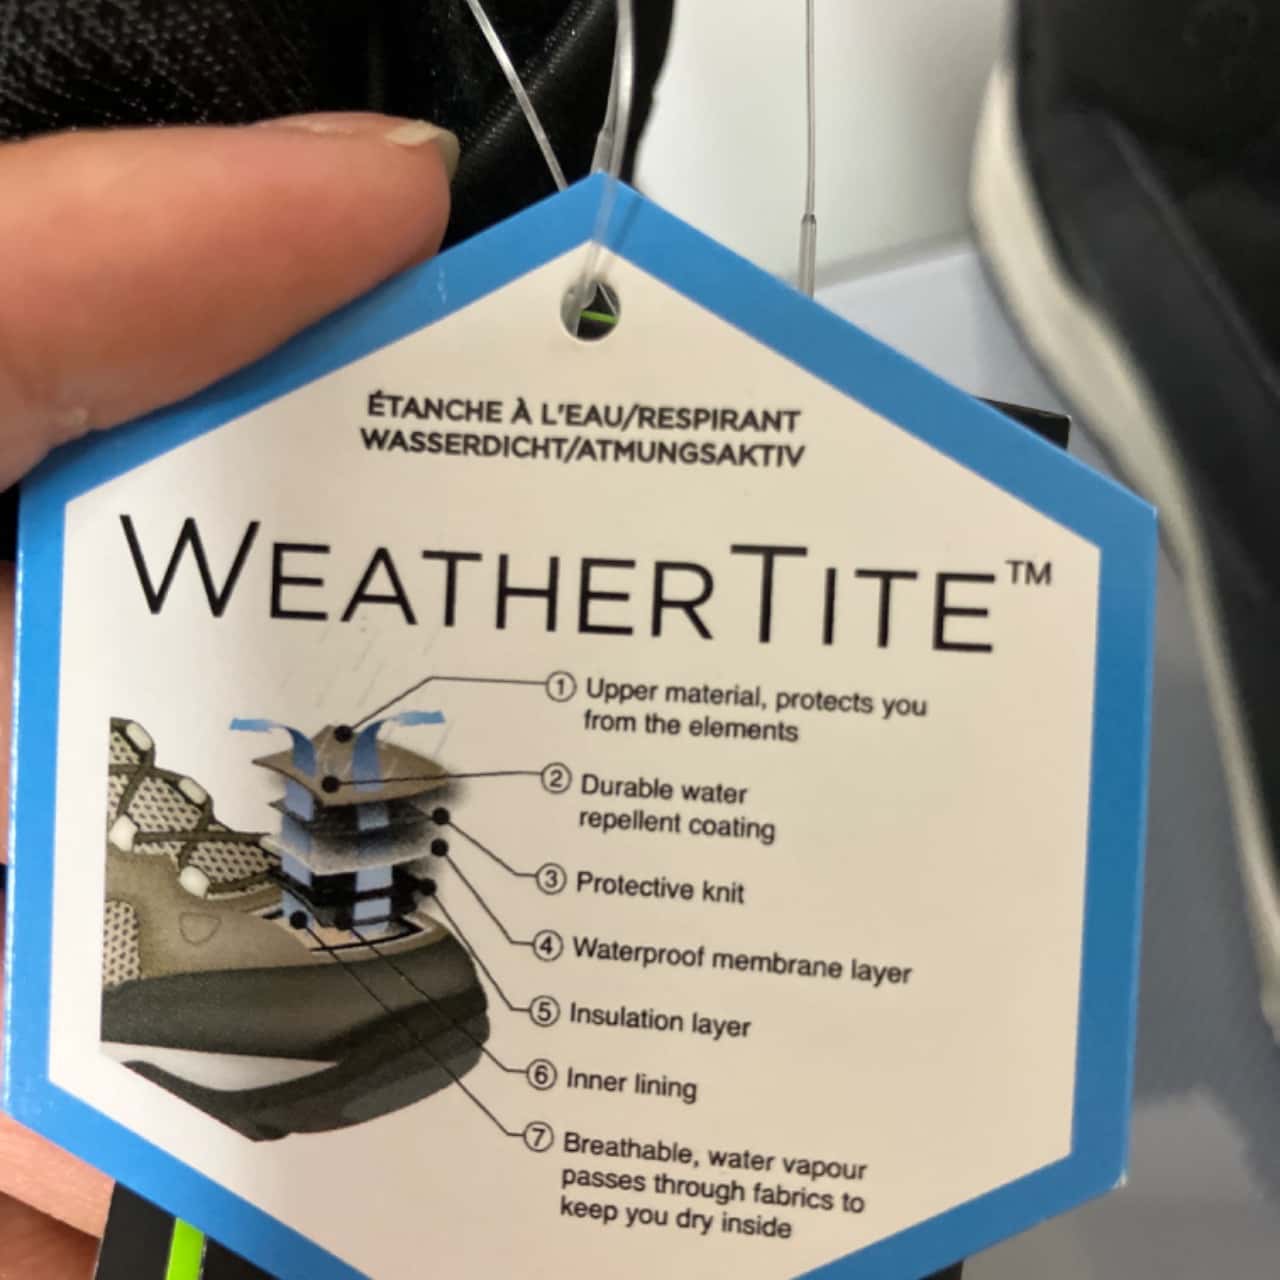 ÉTANCHE À L'EAU/RESPIRANT
WASSERDICHT/ATMUNGSAKTIV
WEATHERTITE™
① Upper material, protects you
from the elements
② Durable water
repellent coating
③ Protective knit
④ Waterproof membrane layer
⑤ Insulation layer
⑥ Inner lining
⑦ Breathable, water vapour
passes through fabrics to
keep you dry inside